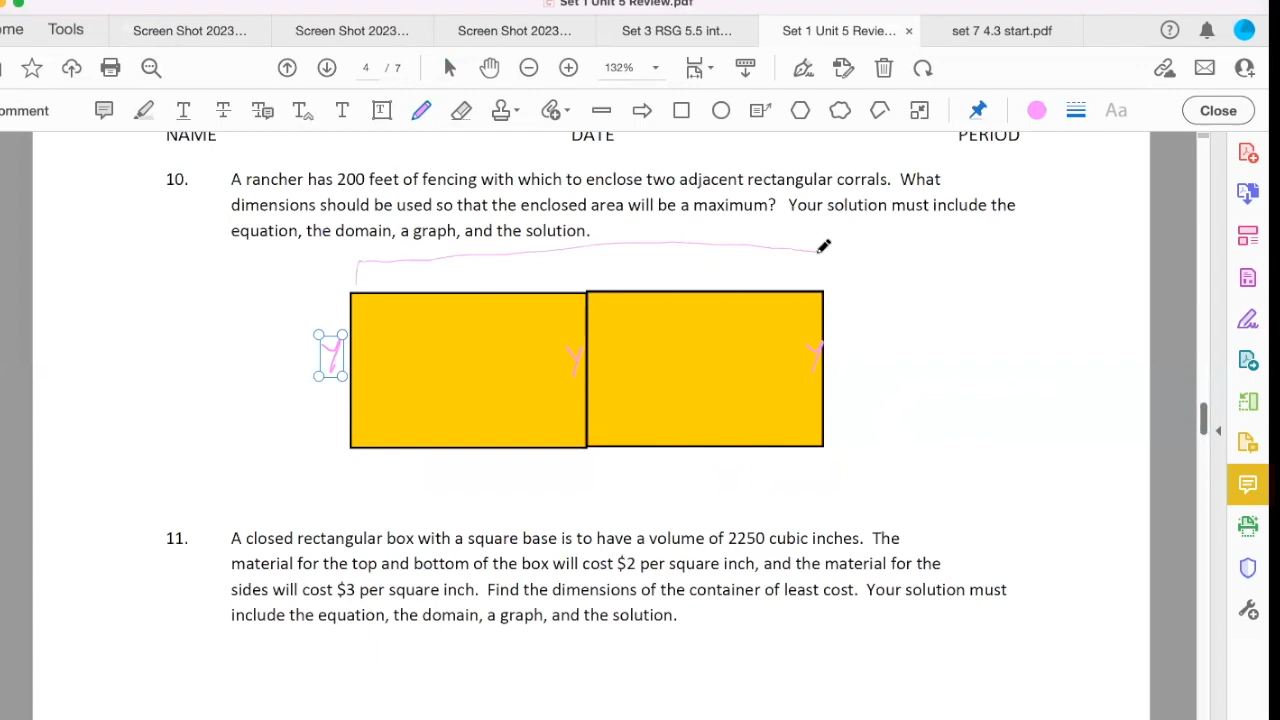 Set 1 Unit 5 Review.pdf
ome Tools Screen Shot 2023... Screen Shot 2023... Screen Shot 2023... Set 3 RSG 5.5 int... Set 1 Unit 5 Revie... × set 7 4.3 start.pdf
4 / 7 132%
omment T T T T Aa Close
NAME DATE PERIOD
10. A rancher has 200 feet of fencing with which to enclose two adjacent rectangular corrals. What
dimensions should be used so that the enclosed area will be a maximum? Your solution must include the
equation, the domain, a graph, and the solution.
y y y
11. A closed rectangular box with a square base is to have a volume of 2250 cubic inches. The
material for the top and bottom of the box will cost $2 per square inch, and the material for the
sides will cost $3 per square inch. Find the dimensions of the container of least cost. Your solution must
include the equation, the domain, a graph, and the solution.